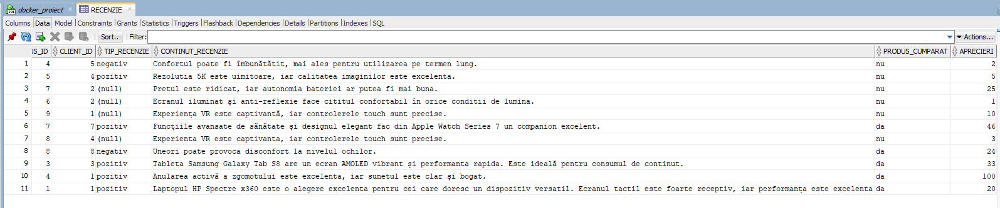 docker_proiect RECENZIE
Columns Data Model Constraints Grants Statistics Triggers Flashback Dependencies Details Partitions Indexes SQL
Sort.. Filter: Actions...
JS_ID CLIENT_ID TIP_RECENZIE CONTINUT_RECENZIE PRODUS_CUMPARAT APRECIERI
1 4 5 negativ Confortul poate fi îmbunătățit, mai ales pentru utilizarea pe termen lung. nu 2
2 5 4 pozitiv Rezolutia 5K este uimitoare, iar calitatea imaginilor este excelenta. nu 5
3 7 2 (null) Pretul este ridicat, iar autonomia bateriei ar putea fi mai buna. nu 25
4 6 2 (null) Ecranul iluminat și anti-reflexie face cititul confortabil în orice conditii de lumina. nu 1
5 9 1 (null) Experiența VR este captivantă, iar controlerele touch sunt precise. nu 10
6 7 7 pozitiv Funcțiile avansate de sănătate și designul elegant fac din Apple Watch Series 7 un companion excelent. da 46
7 8 4 (null) Experienta VR este captivanta, iar controlerele touch sunt precise. nu 3
8 8 8 negativ Uneori poate provoca disconfort la nivelul ochilor. da 24
9 3 3 pozitiv Tableta Samsung Galaxy Tab S8 are un ecran AMOLED vibrant și performanta rapida. Este ideală pentru consumul de continut. da 33
10 4 1 pozitiv Anularea activă a zgomotului este excelenta, iar sunetul este clar și bogat. da 100
11 1 1 pozitiv Laptopul HP Spectre x360 este o alegere excelenta pentru cei care doresc un dispozitiv versatil. Ecranul tactil este foarte receptiv, iar performanța este excelenta da 20